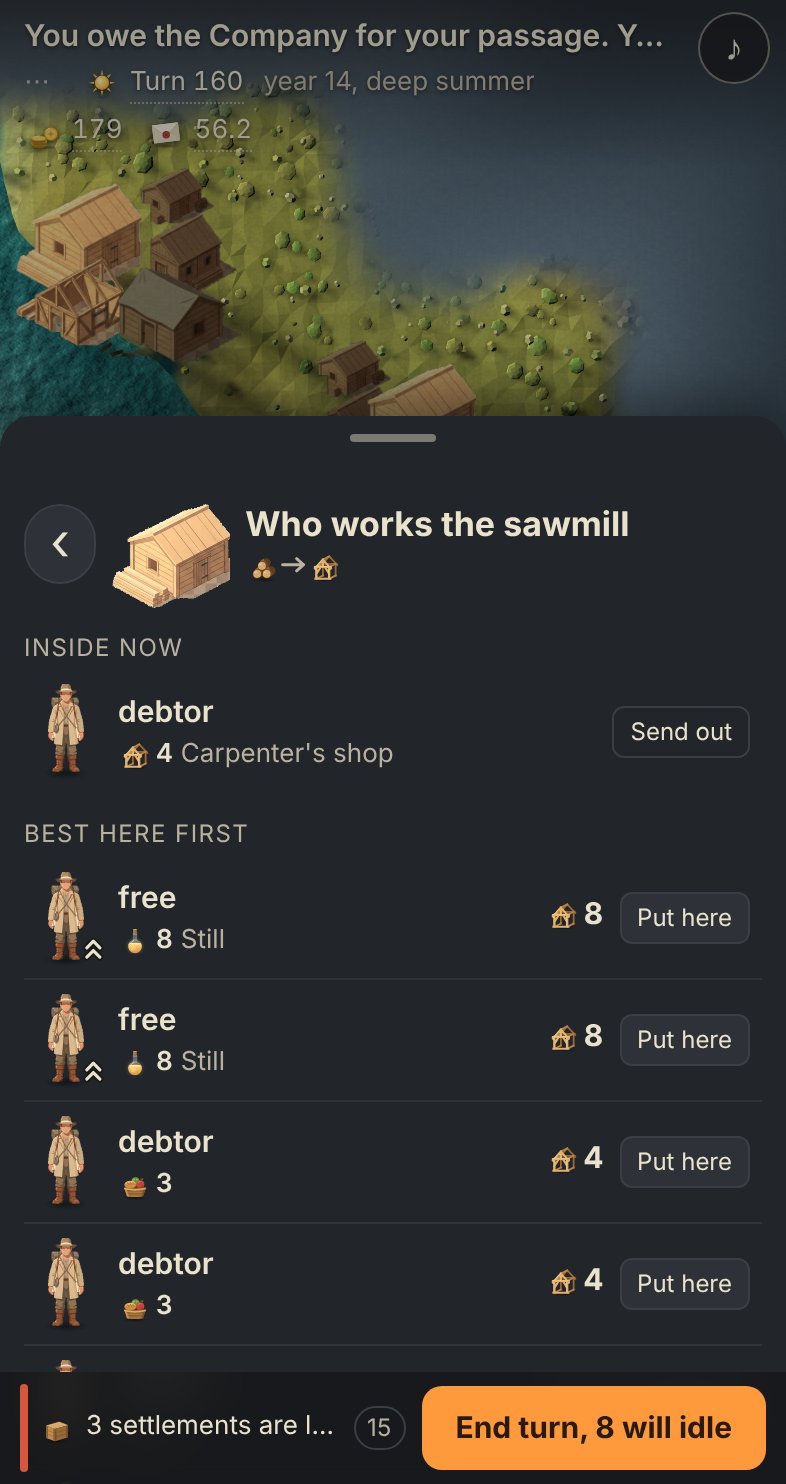 You owe the Company for your passage. Y...
... Turn 160 year 14, deep summer
179 56.2
Who works the sawmill
INSIDE NOW
debtor
4 Carpenter's shop
Send out
BEST HERE FIRST
free
8 Still
8 Put here
free
8 Still
8 Put here
debtor
3
4 Put here
debtor
3
4 Put here
3 settlements are l... 15 End turn, 8 will idle